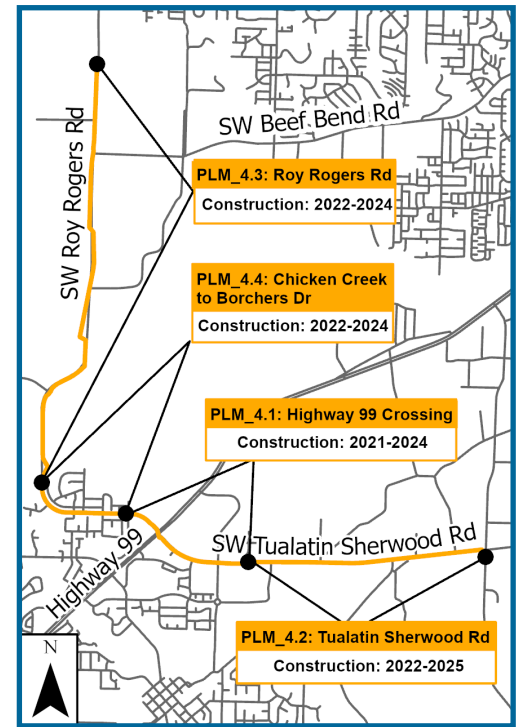 SW Roy Rogers Rd
SW Beef Bend Rd
PLM_4.3: Roy Rogers Rd
Construction: 2022-2024
PLM_4.4: Chicken Creek
to Borchers Dr
Construction: 2022-2024
PLM_4.1: Highway 99 Crossing
Construction: 2021-2024
Highway 99
SW Tualatin Sherwood Rd
PLM_4.2: Tualatin Sherwood Rd
Construction: 2022-2025
N